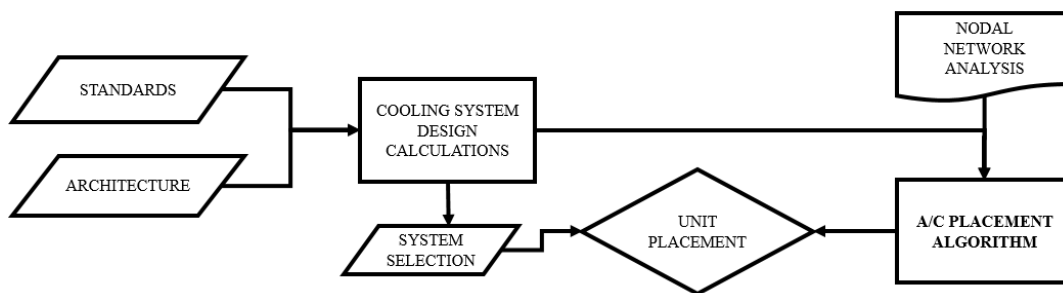 STANDARDS
ARCHITECTURE
COOLING SYSTEM
DESIGN
CALCULATIONS
SYSTEM
SELECTION
UNIT
PLACEMENT
NODAL
NETWORK
ANALYSIS
A/C PLACEMENT
ALGORITHM